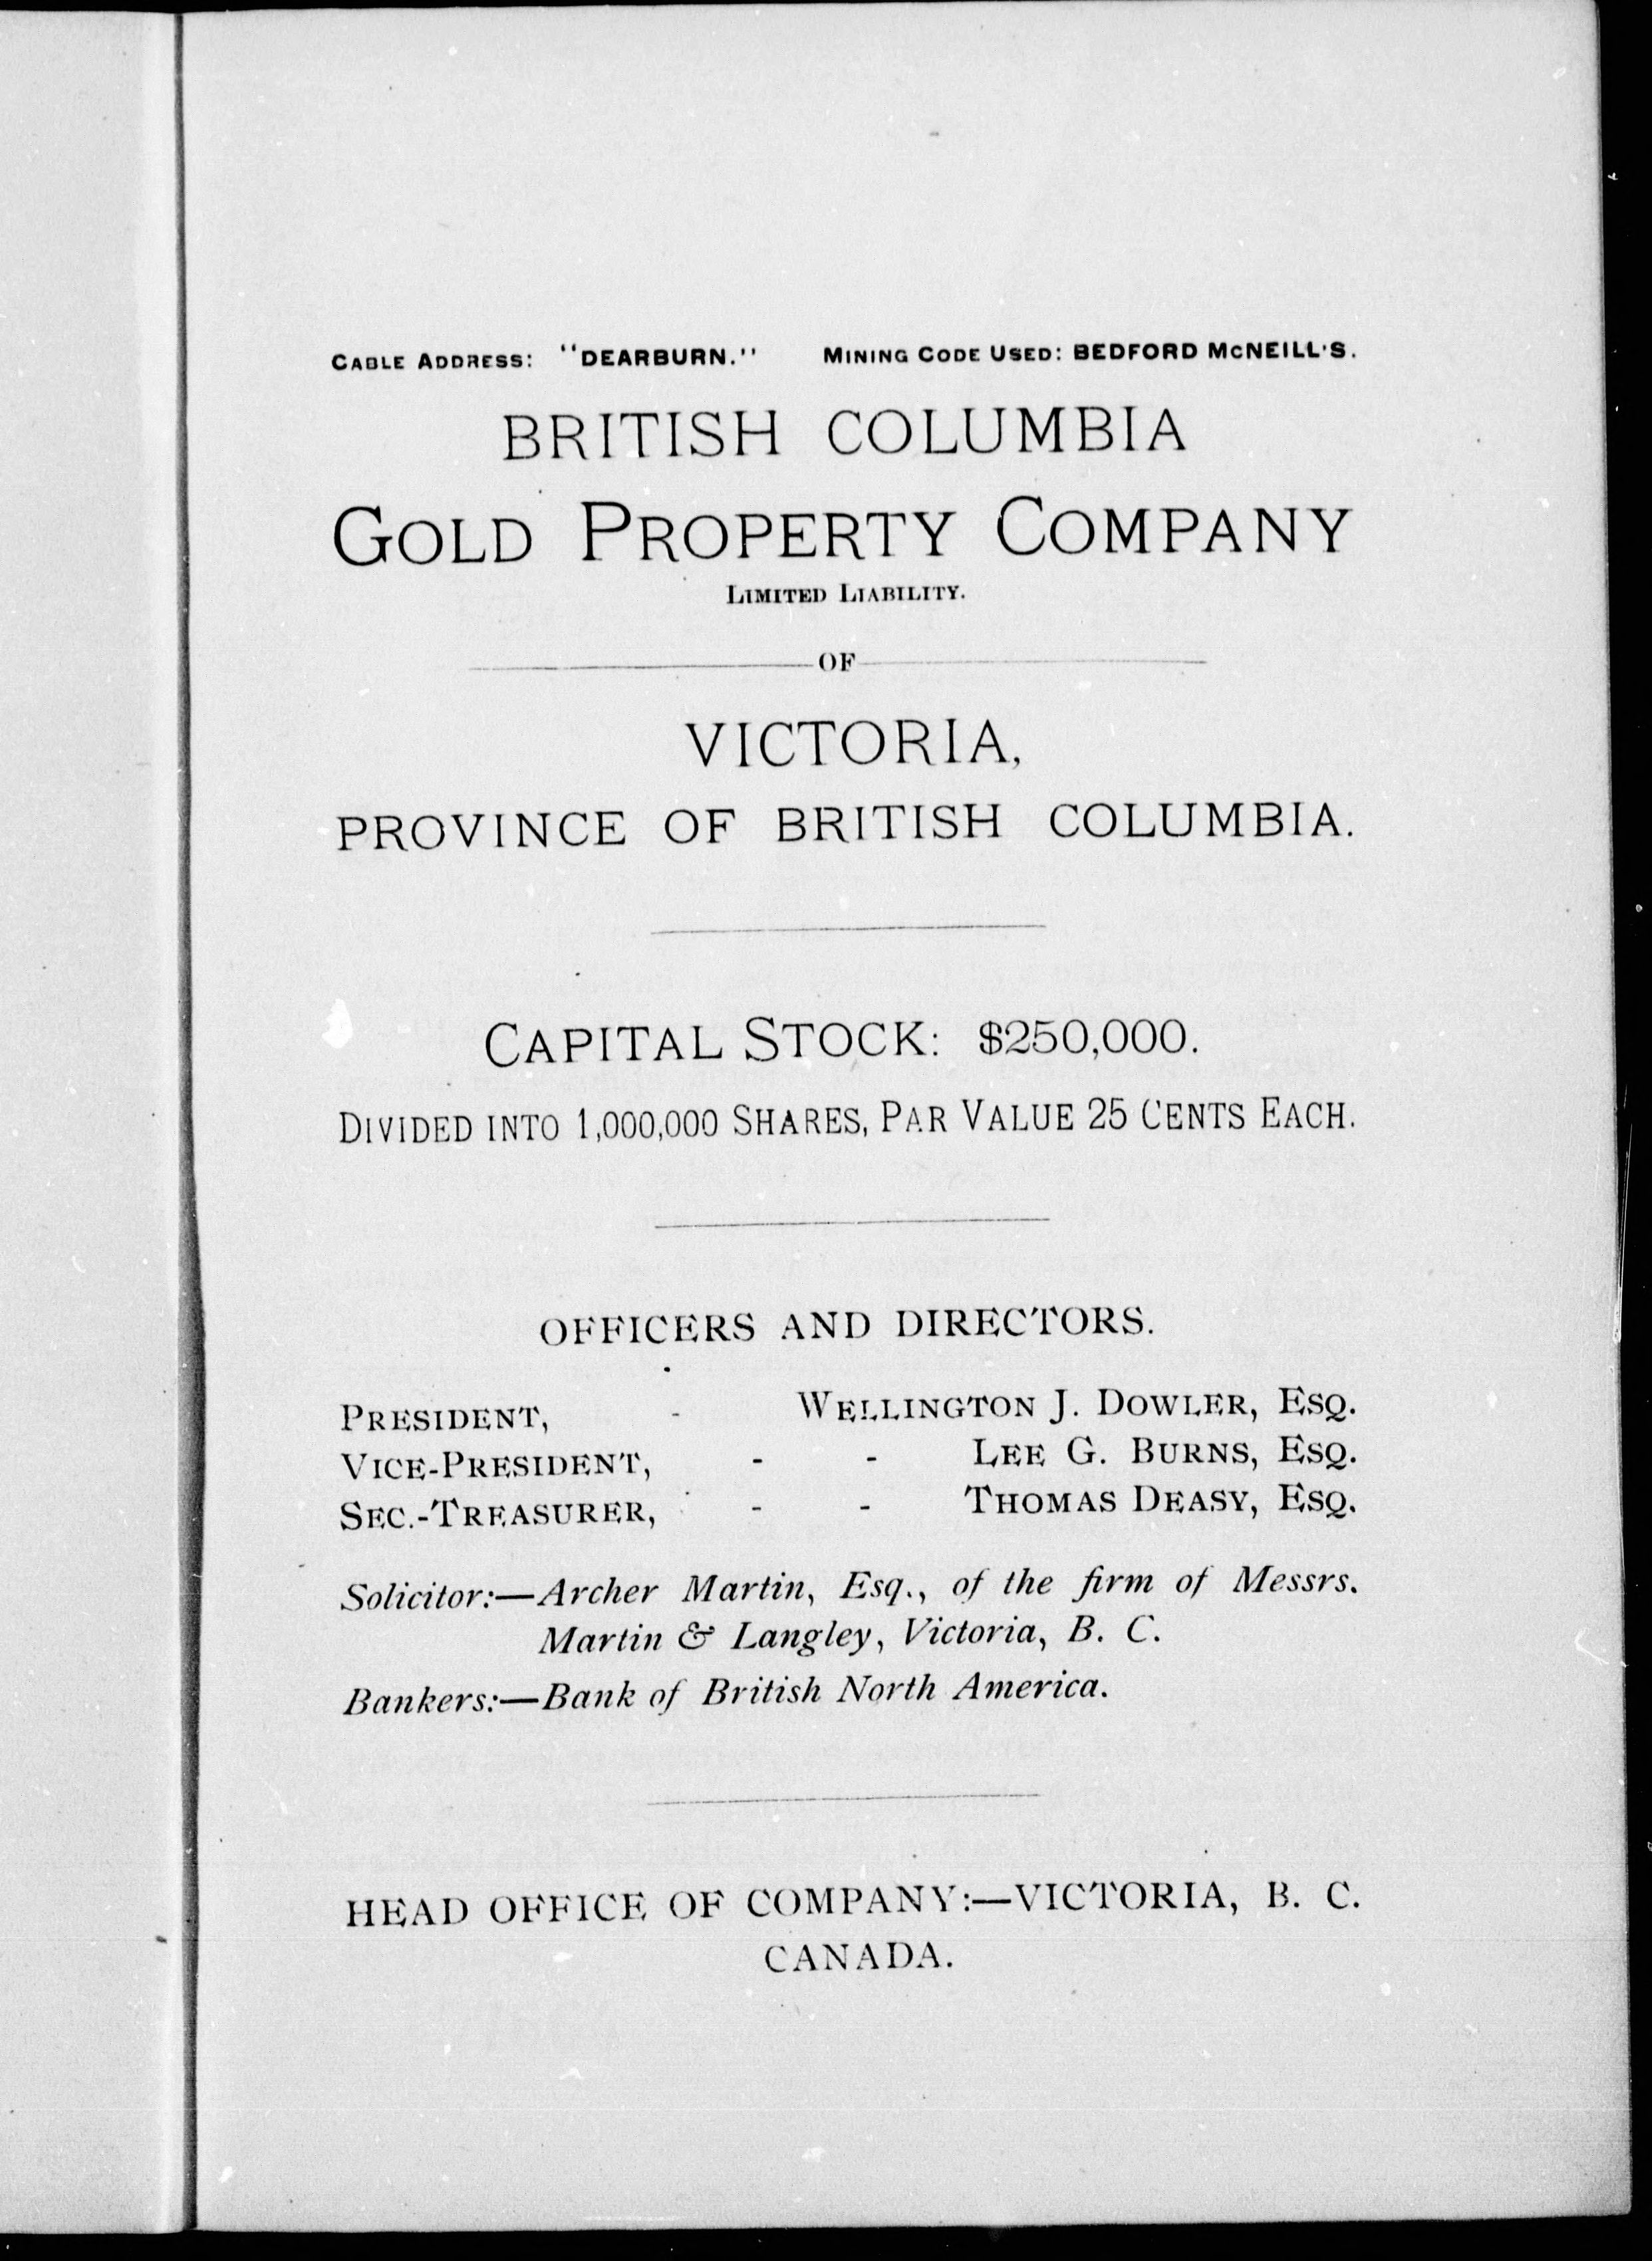 CABLE ADDRESS: "DEARBURN." MINING CODE USED: BEDFORD McNEILL'S.
BRITISH COLUMBIA
GOLD PROPERTY COMPANY
LIMITED LIABILITY.
OF
VICTORIA,
PROVINCE OF BRITISH COLUMBIA.
CAPITAL STOCK: $250,000.
DIVIDED INTO 1,000,000 SHARES, PAR VALUE 25 CENTS EACH.
OFFICERS AND DIRECTORS.
PRESIDENT, - WELLINGTON J. DOWLER, ESQ.
VICE-PRESIDENT, - - LEE G. BURNS, ESQ.
SEC.-TREASURER, - - THOMAS DEASY, ESQ.
Solicitor:—Archer Martin, Esq., of the firm of Messrs.
Martin & Langley, Victoria, B. C.
Bankers:—Bank of British North America.
HEAD OFFICE OF COMPANY:—VICTORIA, B. C.
CANADA.